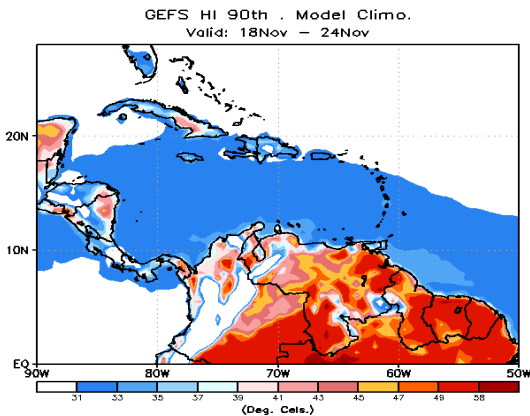 GEFS HI 90th . Model Climo.
Valid: 18Nov – 24Nov
20N
10N
EQ
90W 80W 70W 60W 50W
31 33 35 37 39 41 43 45 47 49 58
(Deg. Cels.)